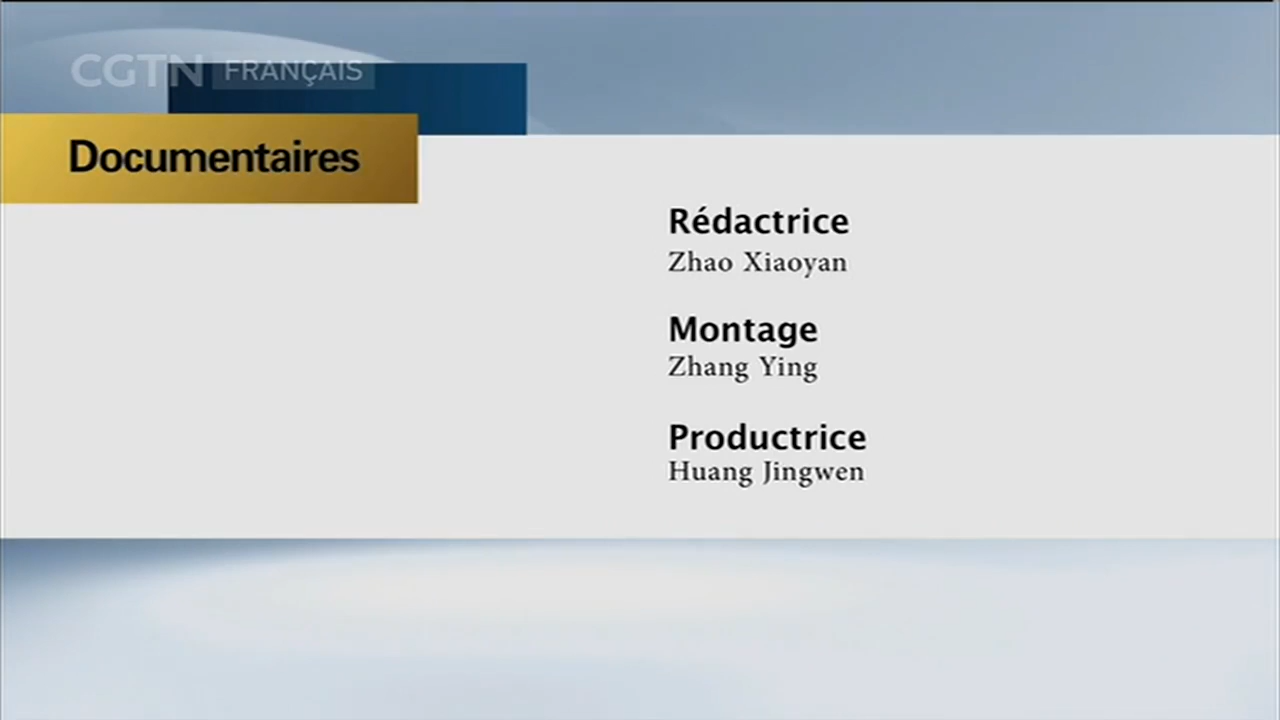 CGTN FRANÇAIS
Documentaires
Rédactrice
Zhao Xiaoyan
Montage
Zhang Ying
Productrice
Huang Jingwen